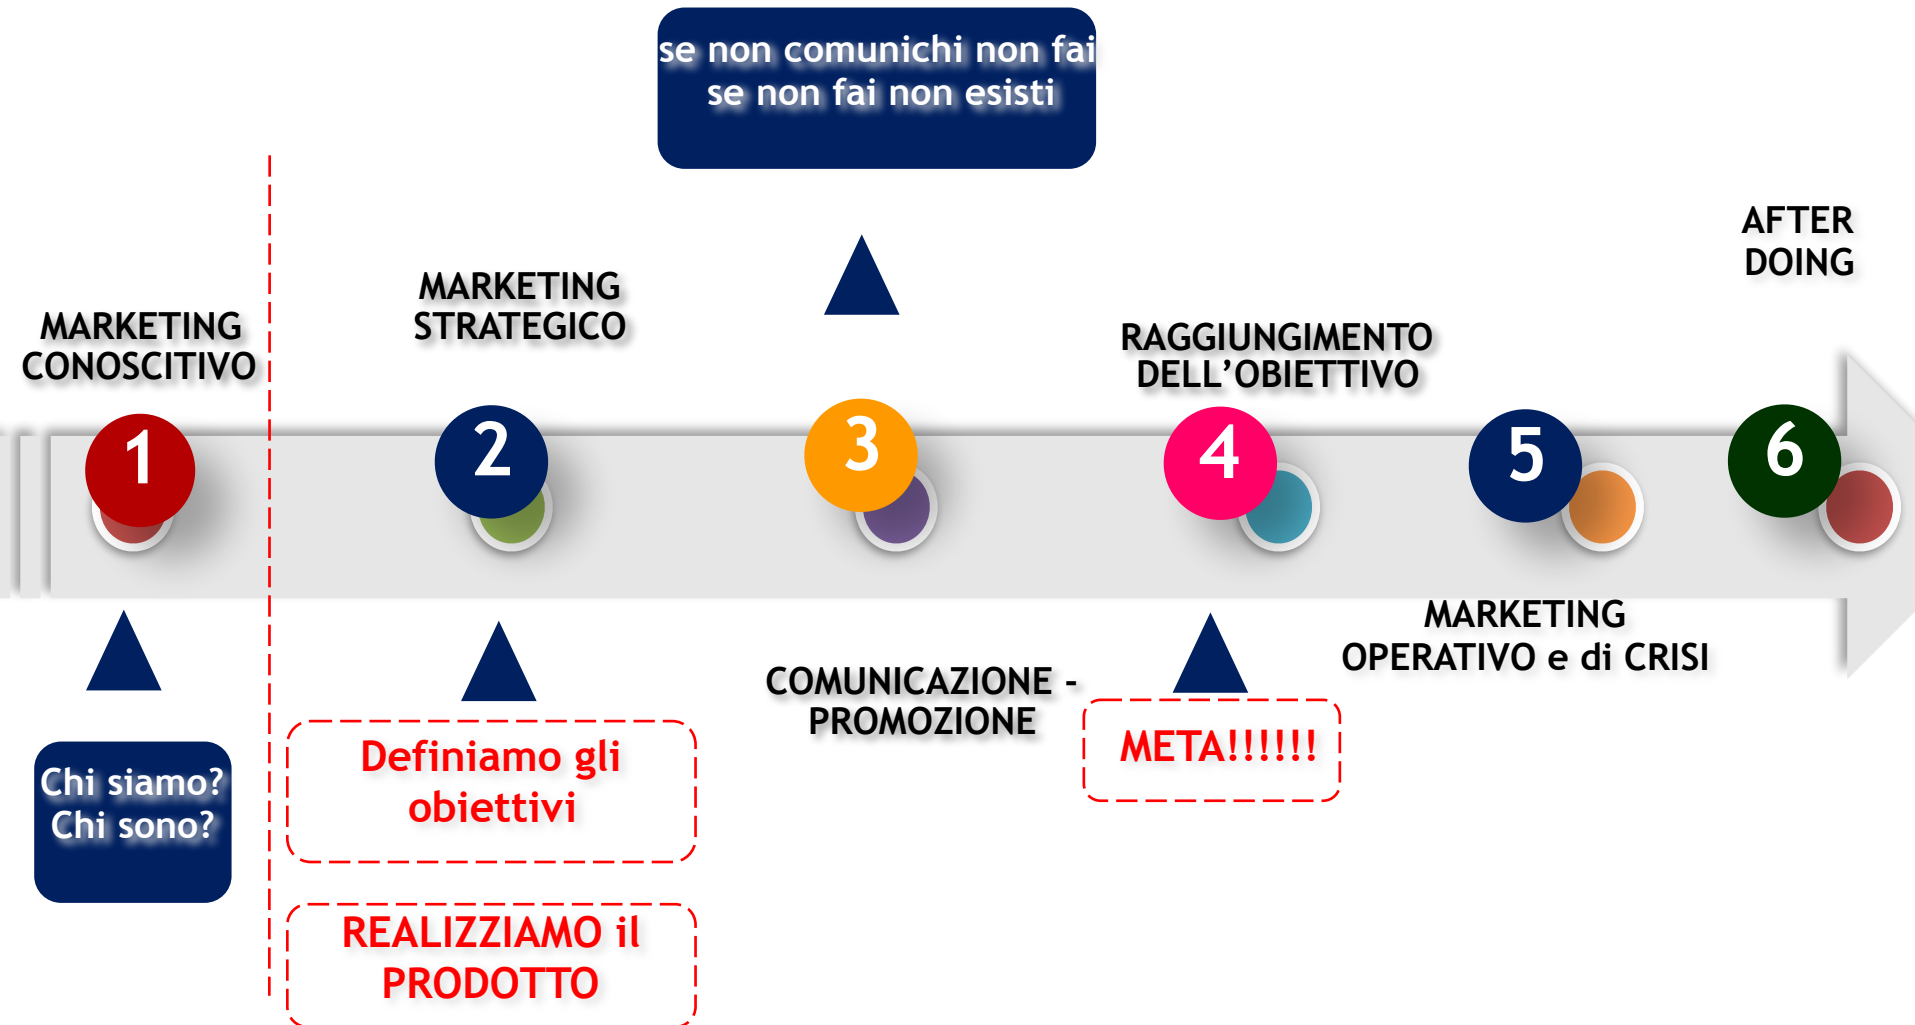 se non comunichi non fai
se non fai non esisti
AFTER
DOING
MARKETING
STRATEGICO
MARKETING
CONOSCITIVO
RAGGIUNGIMENTO
DELL’OBIETTIVO
1
2
3
4
5
6
MARKETING
OPERATIVO e di CRISI
COMUNICAZIONE -
PROMOZIONE
META!!!!!!
Chi siamo?
Chi sono?
Definiamo gli
obiettivi
REALIZZIAMO il
PRODOTTO